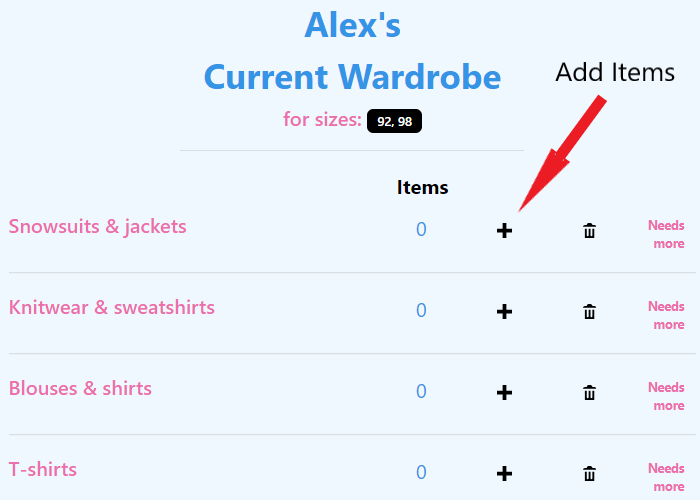 Alex's
Current Wardrobe
Add Items
for sizes: 92, 98
Items
Snowsuits & jackets 0 Needs
more
Knitwear & sweatshirts 0 Needs
more
Blouses & shirts 0 Needs
more
T-shirts 0 Needs
more